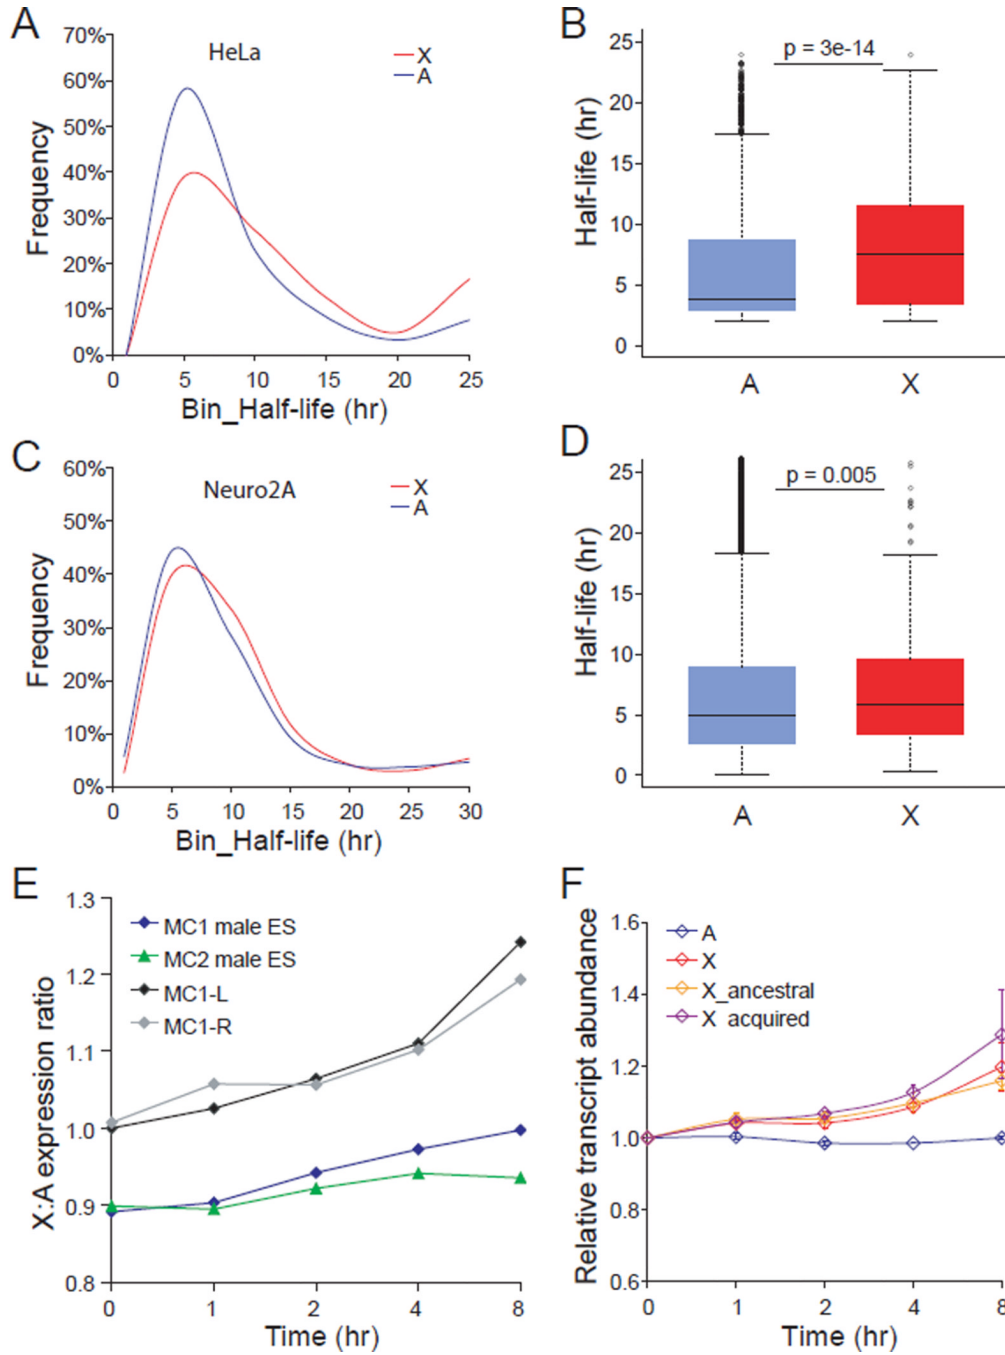 A
HeLa
X
A
70%
60%
50%
40%
30%
20%
10%
0%
Frequency
0 5 10 15 20 25
Bin_Half-life (hr)
B
p = 3e-14
25
20
15
10
5
0
Half-life (hr)
A X
C
Neuro2A
X
A
60%
50%
40%
30%
20%
10%
0%
Frequency
0 5 10 15 20 25 30
Bin_Half-life (hr)
D
p = 0.005
25
20
15
10
5
0
Half-life (hr)
A X
E
1.3
1.2
1.1
1.0
0.9
0.8
X:A expression ratio
MC1 male ES
MC2 male ES
MC1-L
MC1-R
0 1 2 4 8
Time (hr)
F
1.6
1.4
1.2
1.0
0.8
0.6
Relative transcript abundance
A
X
X_ancestral
X_acquired
0 1 2 4 8
Time (hr)